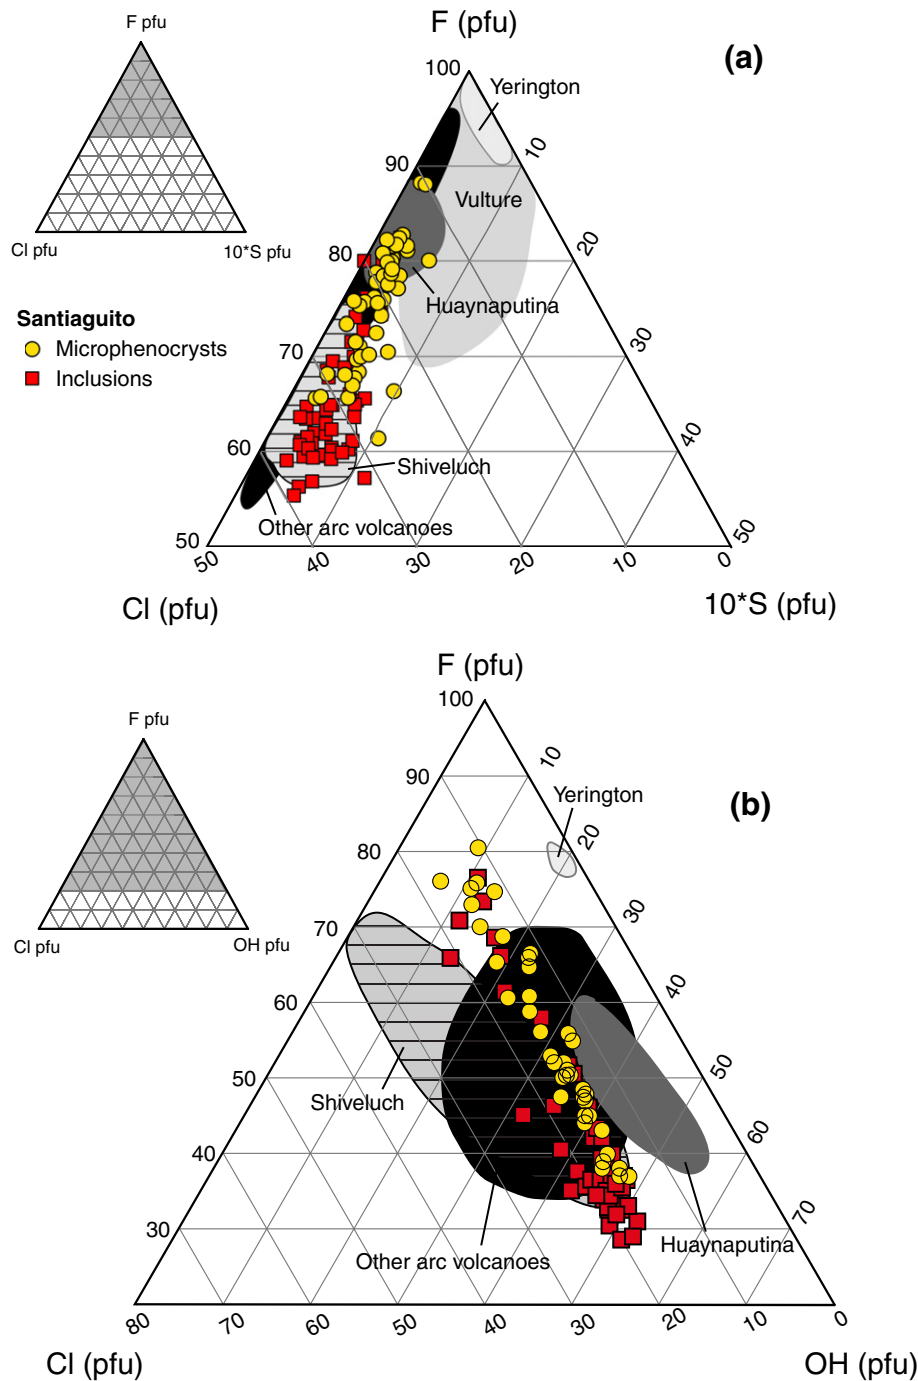 F (pfu)
(a)
F pfu
Cl pfu
10*S pfu
100
90
80
70
60
50
10
20
30
40
50
50
40
30
20
10
0
Yerington
Vulture
Huaynaputina
Shiveluch
Other arc volcanoes
Santiaguito
Microphenocrysts
Inclusions
Cl (pfu)
10*S (pfu)
F (pfu)
(b)
F pfu
Cl pfu
OH pfu
100
90
80
70
60
50
40
30
10
20
30
40
50
60
70
80
70
60
50
40
30
20
10
0
Yerington
Shiveluch
Other arc volcanoes
Huaynaputina
Cl (pfu)
OH (pfu)